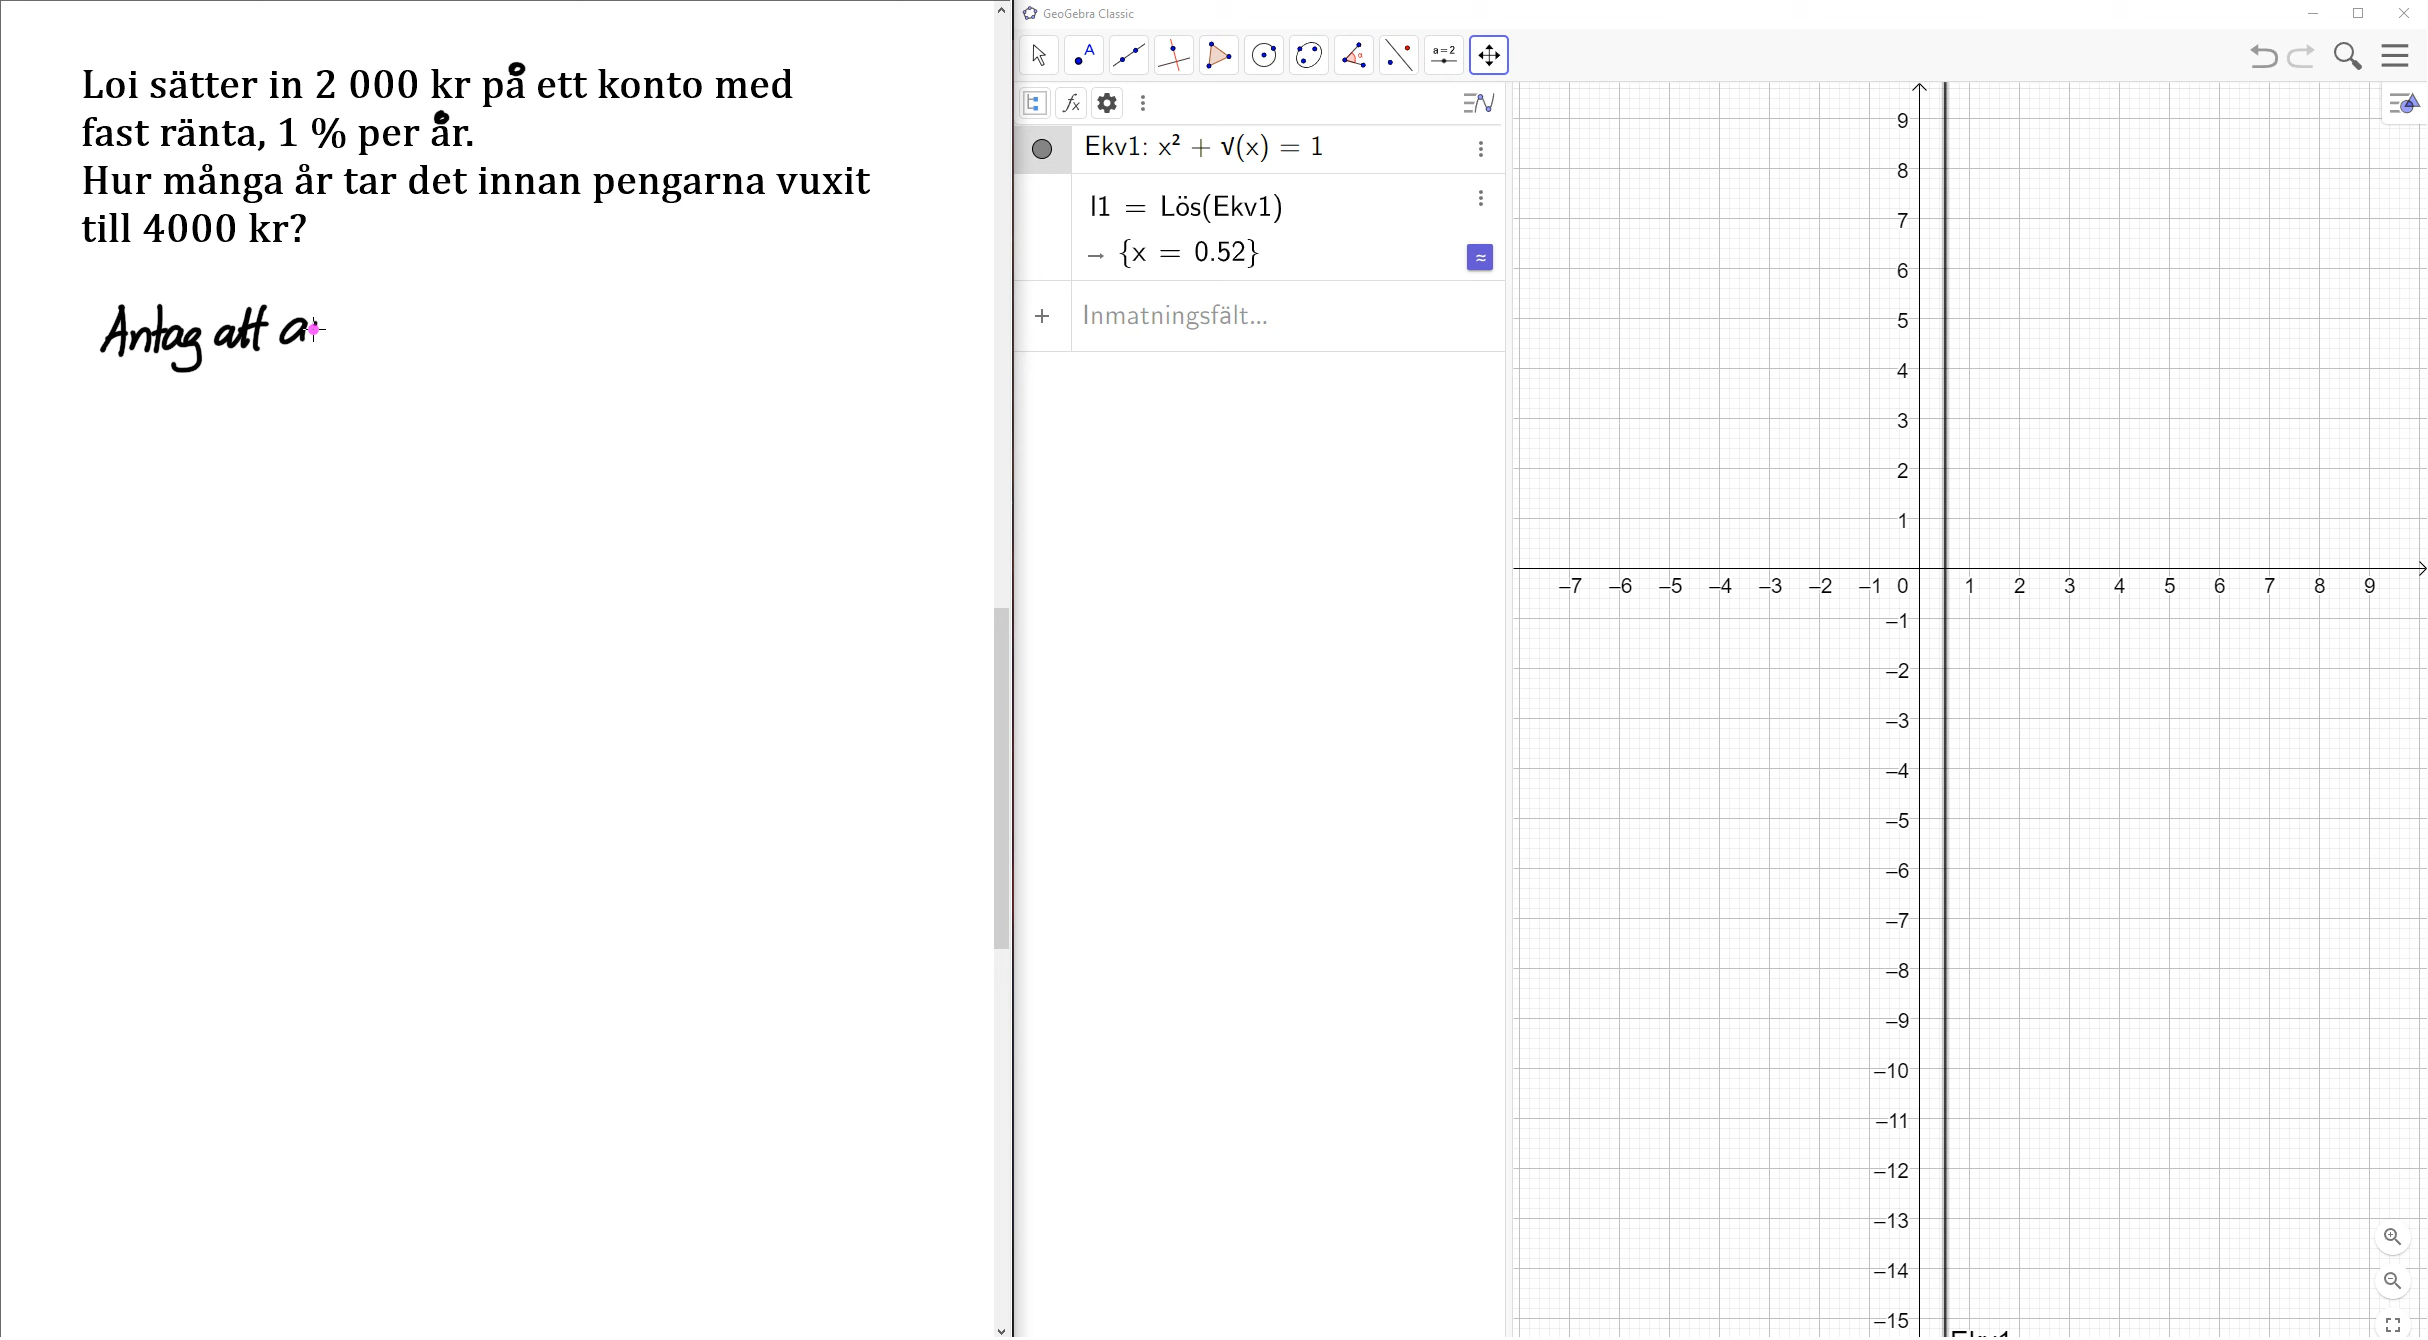 Loi sätter in 2 000 kr på ett konto med
fast ränta, 1 % per år.
Hur många år tar det innan pengarna vuxit
till 4000 kr?
Antag att a
GeoGebra Classic
A
a=2
fx
Ekv1: x² + √(x) = 1
l1 = Lös(Ekv1)
→ {x = 0.52}
≈
+ Inmatningsfält...
9
8
7
6
5
4
3
2
1
–7 –6 –5 –4 –3 –2 –1 0 1 2 3 4 5 6 7 8 9
–1
–2
–3
–4
–5
–6
–7
–8
–9
–10
–11
–12
–13
–14
–15
Ekv1